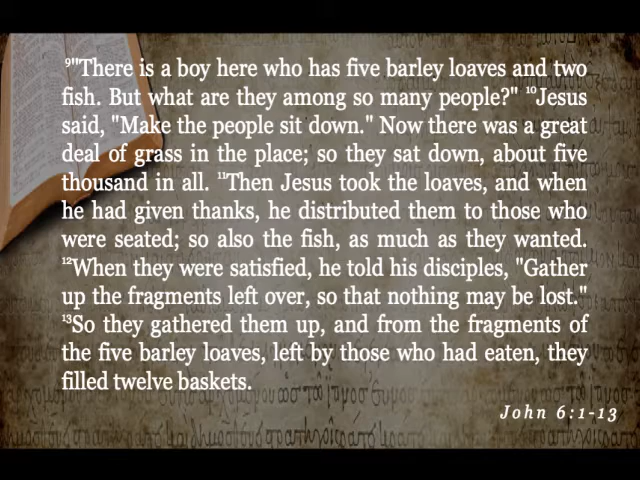 ⁹"There is a boy here who has five barley loaves and two
fish. But what are they among so many people?" ¹⁰Jesus
said, "Make the people sit down." Now there was a great
deal of grass in the place; so they sat down, about five
thousand in all. ¹¹Then Jesus took the loaves, and when
he had given thanks, he distributed them to those who
were seated; so also the fish, as much as they wanted.
¹²When they were satisfied, he told his disciples, "Gather
up the fragments left over, so that nothing may be lost."
¹³So they gathered them up, and from the fragments of
the five barley loaves, left by those who had eaten, they
filled twelve baskets.
John 6:1-13